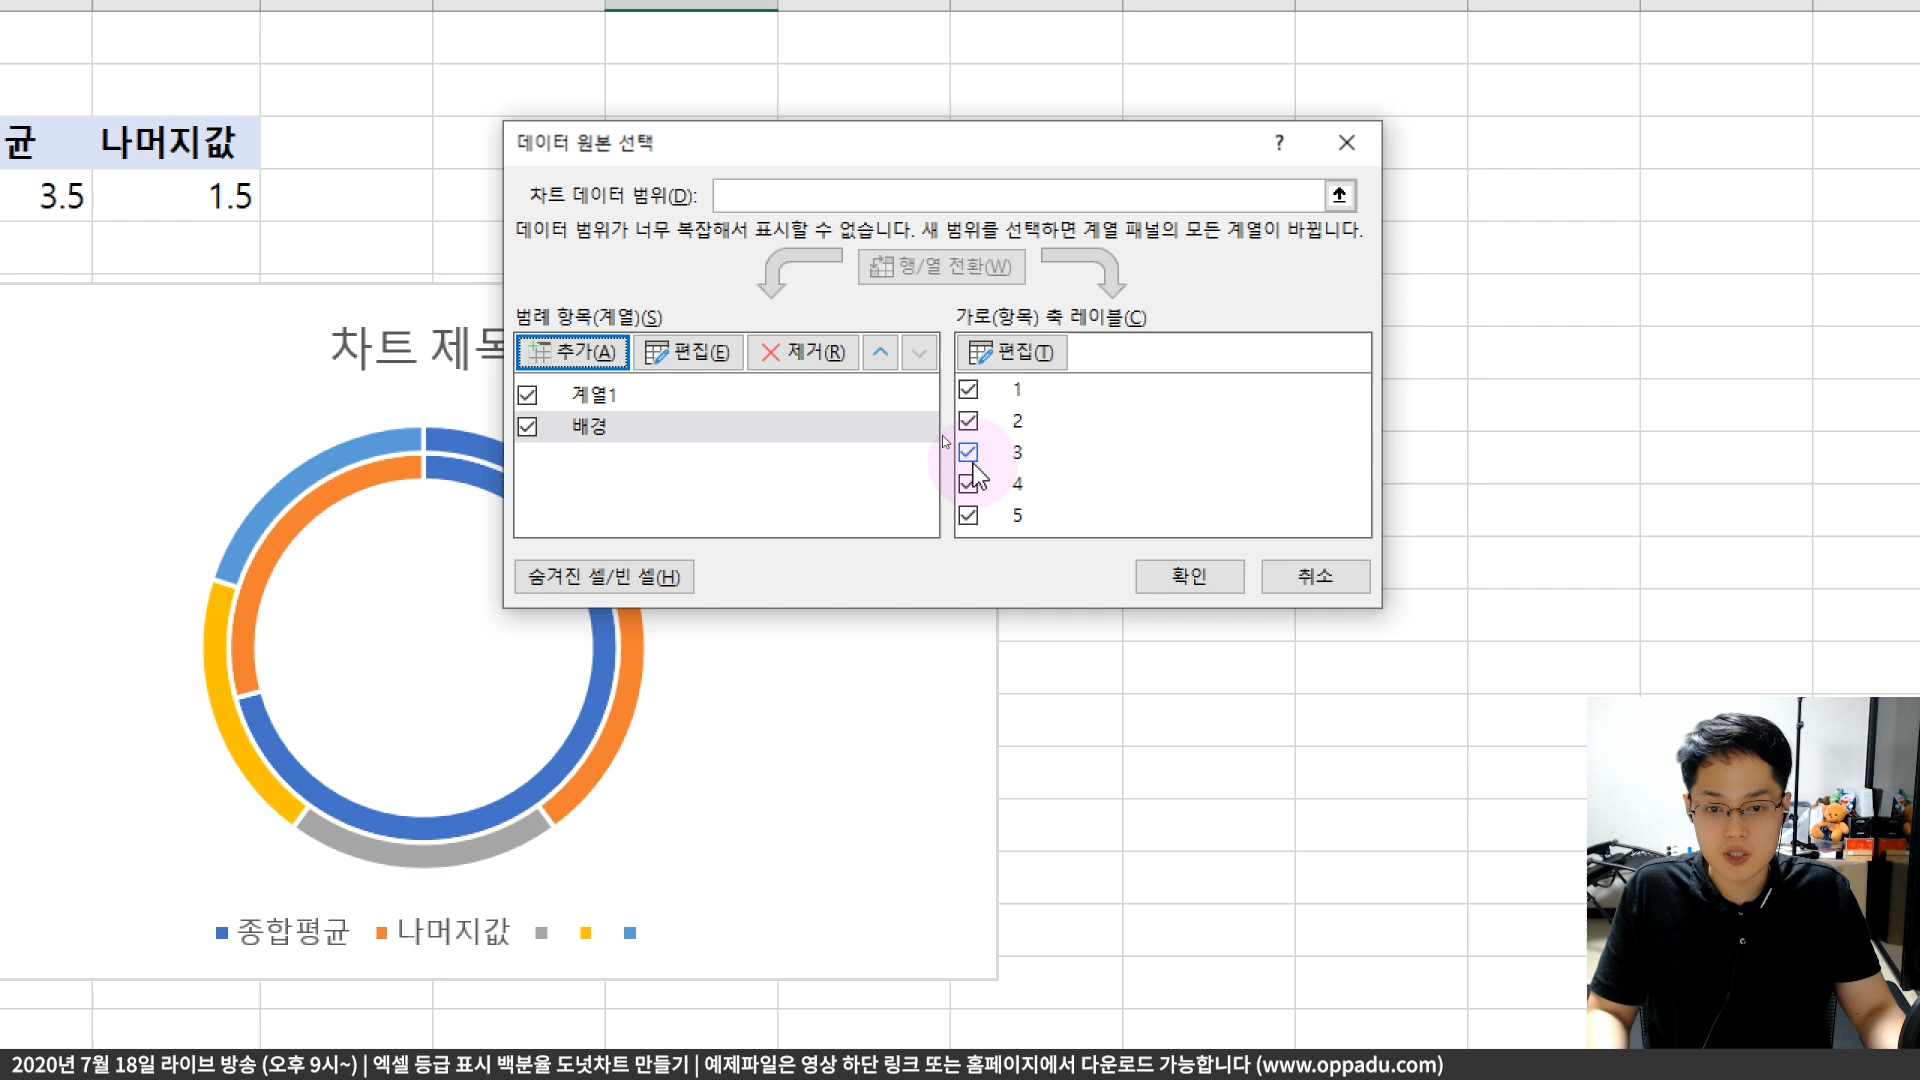 균 나머지값
3.5 1.5
데이터 원본 선택 ?
차트 데이터 범위(D):
데이터 범위가 너무 복잡해서 표시할 수 없습니다. 새 범위를 선택하면 계열 패널의 모든 계열이 바뀝니다.
행/열 전환(W)
범례 항목(계열)(S)
추가(A) 편집(E) 제거(R)
계열1
배경
가로(항목) 축 레이블(C)
편집(T)
1
2
3
4
5
숨겨진 셀/빈 셀(H) 확인 취소
차트 제목
종합평균 나머지값
2020년 7월 18일 라이브 방송 (오후 9시~) | 엑셀 등급 표시 백분율 도넛차트 만들기 | 예제파일은 영상 하단 링크 또는 홈페이지에서 다운로드 가능합니다 (www.oppadu.com)